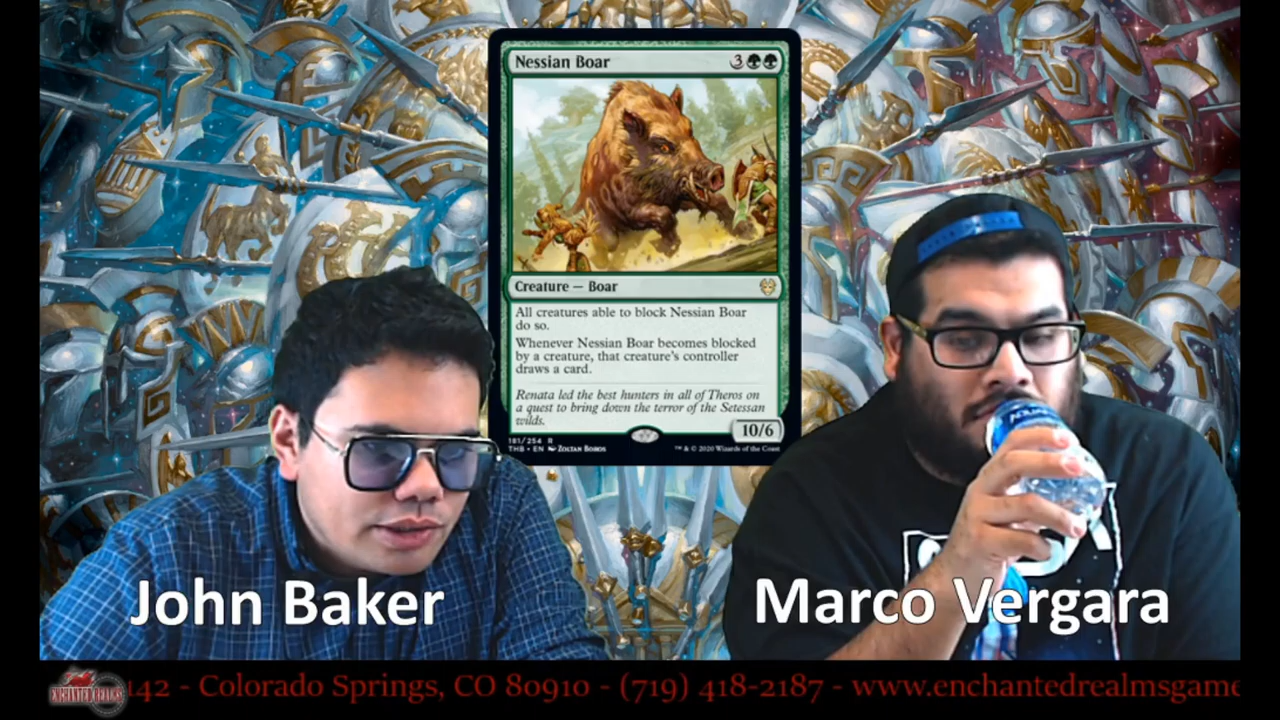 Nessian Boar 3
Creature — Boar
All creatures able to block Nessian Boar
do so.
Whenever Nessian Boar becomes blocked
by a creature, that creature's controller
draws a card.
Renata led the best hunters in all of Theros on
a quest to bring down the terror of the Setessan
wilds.
10/6
181/254 R
THB • EN ZOLTAN BOROS
™ & © 2020 Wizards of the Coast
John Baker
Marco Vergara
ENCHANTED REALMS
142 - Colorado Springs, CO 80910 - (719) 418-2187 - www.enchantedrealmsgame